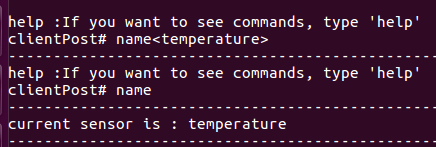 help :If you want to see commands, type 'help'
clientPost# name<temperature>
------------------------------------------------
help :If you want to see commands, type 'help'
clientPost# name
------------------------------------------------
current sensor is : temperature
------------------------------------------------